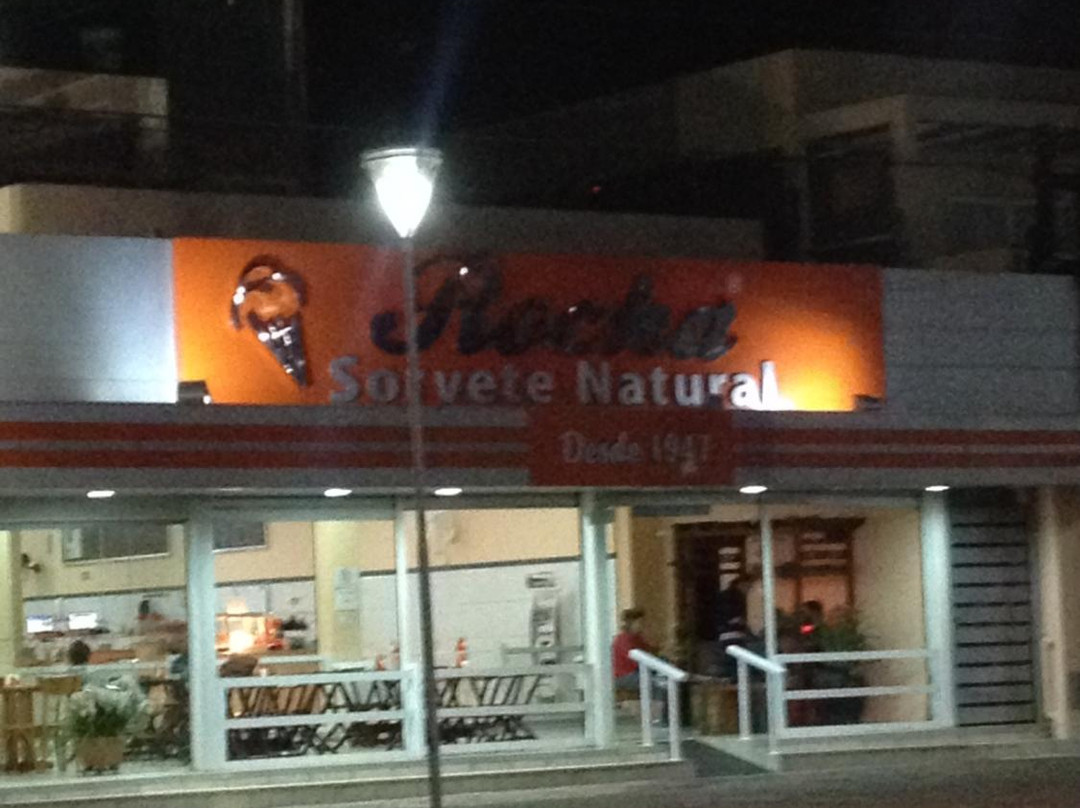 Rocha
Sorvete Natural
Desde 1947